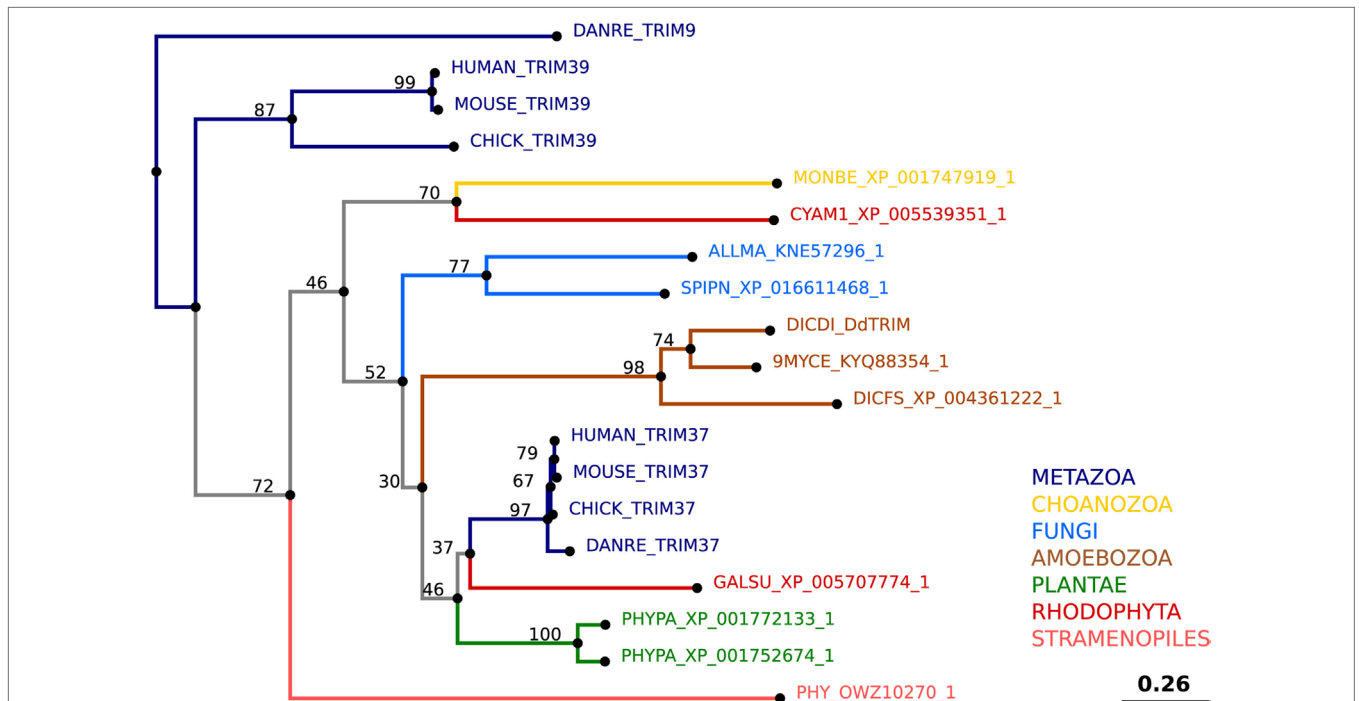 DANRE_TRIM9
HUMAN_TRIM39
99
MOUSE_TRIM39
87
CHICK_TRIM39
MONBE_XP_001747919_1
70
CYAM1_XP_005539351_1
ALLMA_KNE57296_1
77
SPIPN_XP_016611468_1
46
DICDI_DdTRIM
74
9MYCE_KYQ88354_1
98
52
DICFS_XP_004361222_1
HUMAN_TRIM37
79
MOUSE_TRIM37
67
30
CHICK_TRIM37
97
72
DANRE_TRIM37
37
GALSU_XP_005707774_1
46
PHYPA_XP_001772133_1
100
PHYPA_XP_001752674_1
PHY_OWZ10270_1
METAZOA
CHOANOZOA
FUNGI
AMOEBOZOA
PLANTAE
RHODOPHYTA
STRAMENOPILES
0.26